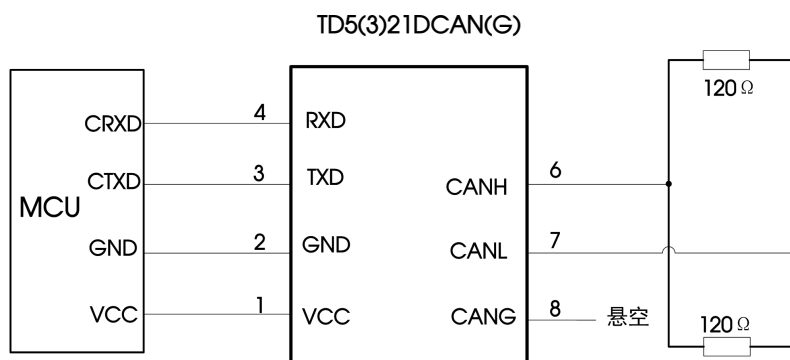 TD5(3)21DCAN(G)
120Ω
CRXD 4 RXD
CTXD 3 TXD
CANH 6
MCU
GND 2 GND
CANL 7
VCC 1 VCC
CANG 8 悬空
120Ω